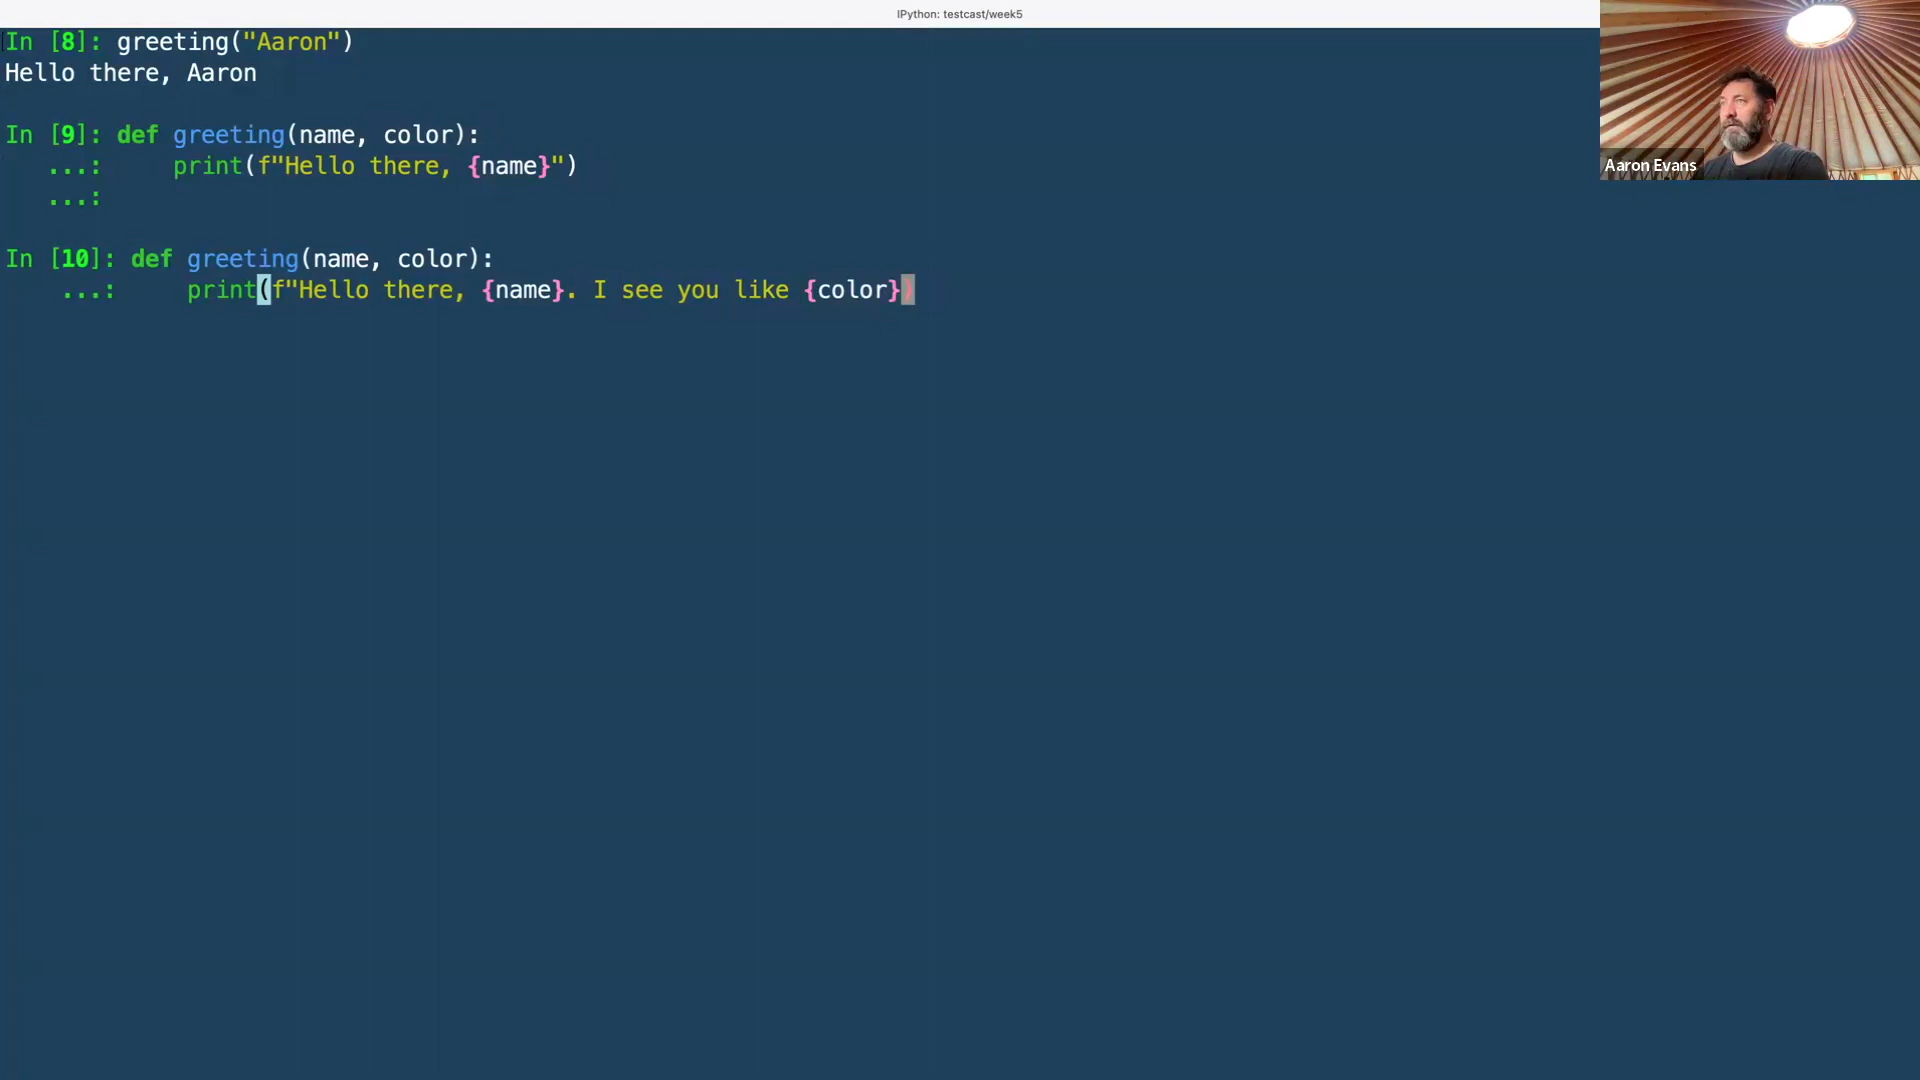 IPython: testcast/week5
In [8]: greeting("Aaron")
Hello there, Aaron
In [9]: def greeting(name, color):
...:     print(f"Hello there, {name}")
...:
In [10]: def greeting(name, color):
...:     print(f"Hello there, {name}. I see you like {color})
Aaron Evans